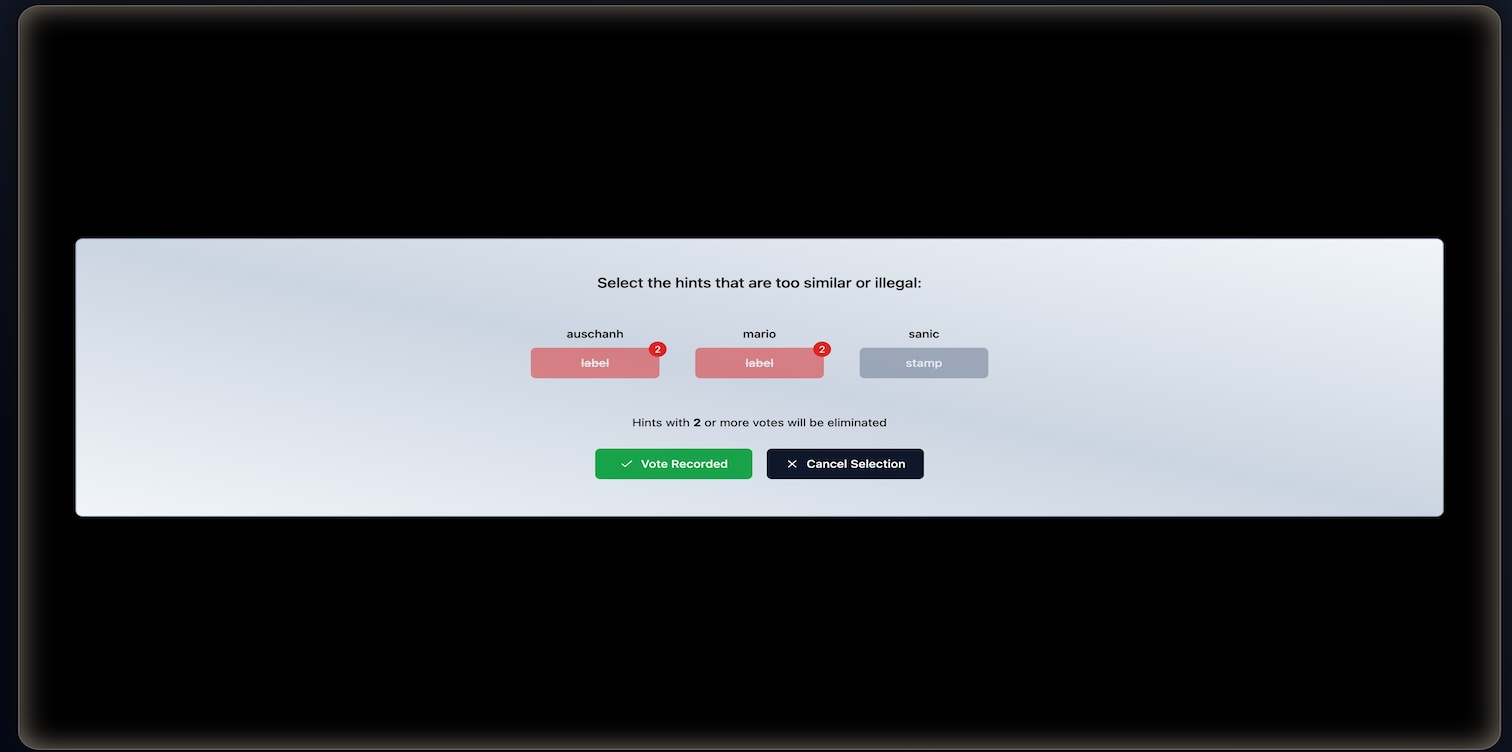 Select the hints that are too similar or illegal:
auschanh mario sanic
2 2
label label stamp
Hints with 2 or more votes will be eliminated
Vote Recorded Cancel Selection